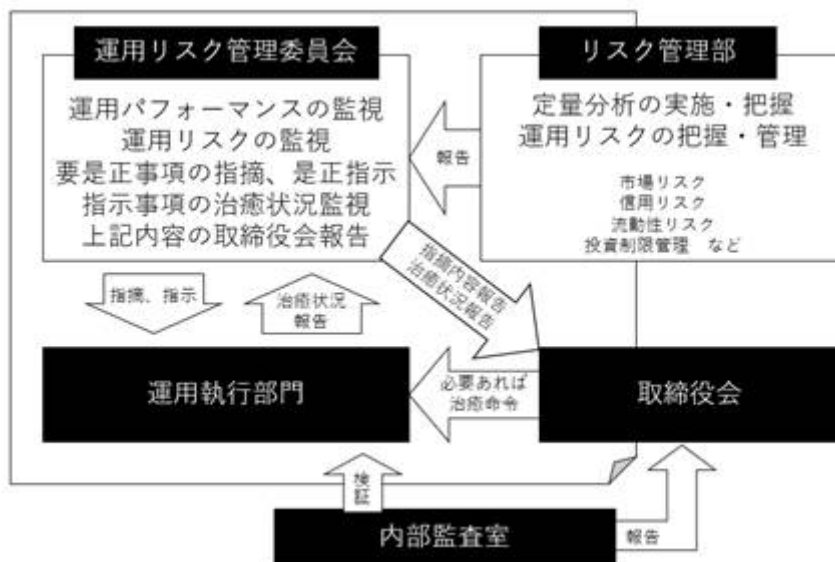 運用リスク管理委員会
運用パフォーマンスの監視
運用リスクの監視
要是正事項の指摘、是正指示
指示事項の治癒状況監視
上記内容の取締役会報告
報告
リスク管理部
定量分析の実施・把握
運用リスクの把握・管理
市場リスク
信用リスク
流動性リスク
投資制限管理 など
指摘、指示
治癒状況
報告
指摘内容報告
治癒状況報告
運用執行部門
必要あれば
治癒命令
取締役会
検証
内部監査室
報告